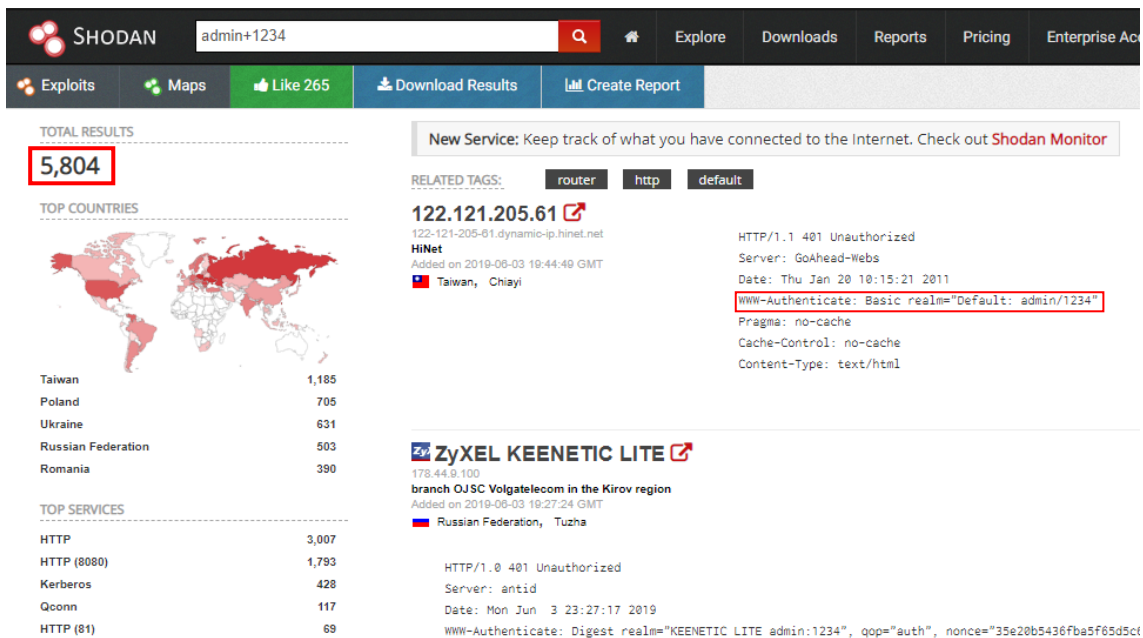 SHODAN
admin+1234
Explore
Downloads
Reports
Pricing
Enterprise Acc
Exploits
Maps
Like 265
Download Results
Create Report
TOTAL RESULTS
5,804
TOP COUNTRIES
Taiwan 1,185
Poland 705
Ukraine 631
Russian Federation 503
Romania 390
TOP SERVICES
HTTP 3,007
HTTP (8080) 1,793
Kerberos 428
Qconn 117
HTTP (81) 69
New Service: Keep track of what you have connected to the Internet. Check out Shodan Monitor
RELATED TAGS: router http default
122.121.205.61
122-121-205-61.dynamic-ip.hinet.net
HiNet
Added on 2019-06-03 19:44:49 GMT
Taiwan, Chiayi
HTTP/1.1 401 Unauthorized
Server: GoAhead-Webs
Date: Thu Jan 20 10:15:21 2011
WWW-Authenticate: Basic realm="Default: admin/1234"
Pragma: no-cache
Cache-Control: no-cache
Content-Type: text/html
ZyXEL KEENETIC LITE
178.44.9.100
branch OJSC Volgatelecom in the Kirov region
Added on 2019-06-03 19:27:24 GMT
Russian Federation, Tuzha
HTTP/1.0 401 Unauthorized
Server: antid
Date: Mon Jun 3 23:27:17 2019
WWW-Authenticate: Digest realm="KEENETIC LITE admin:1234", qop="auth", nonce="35e20b5436fba5f65d5c6